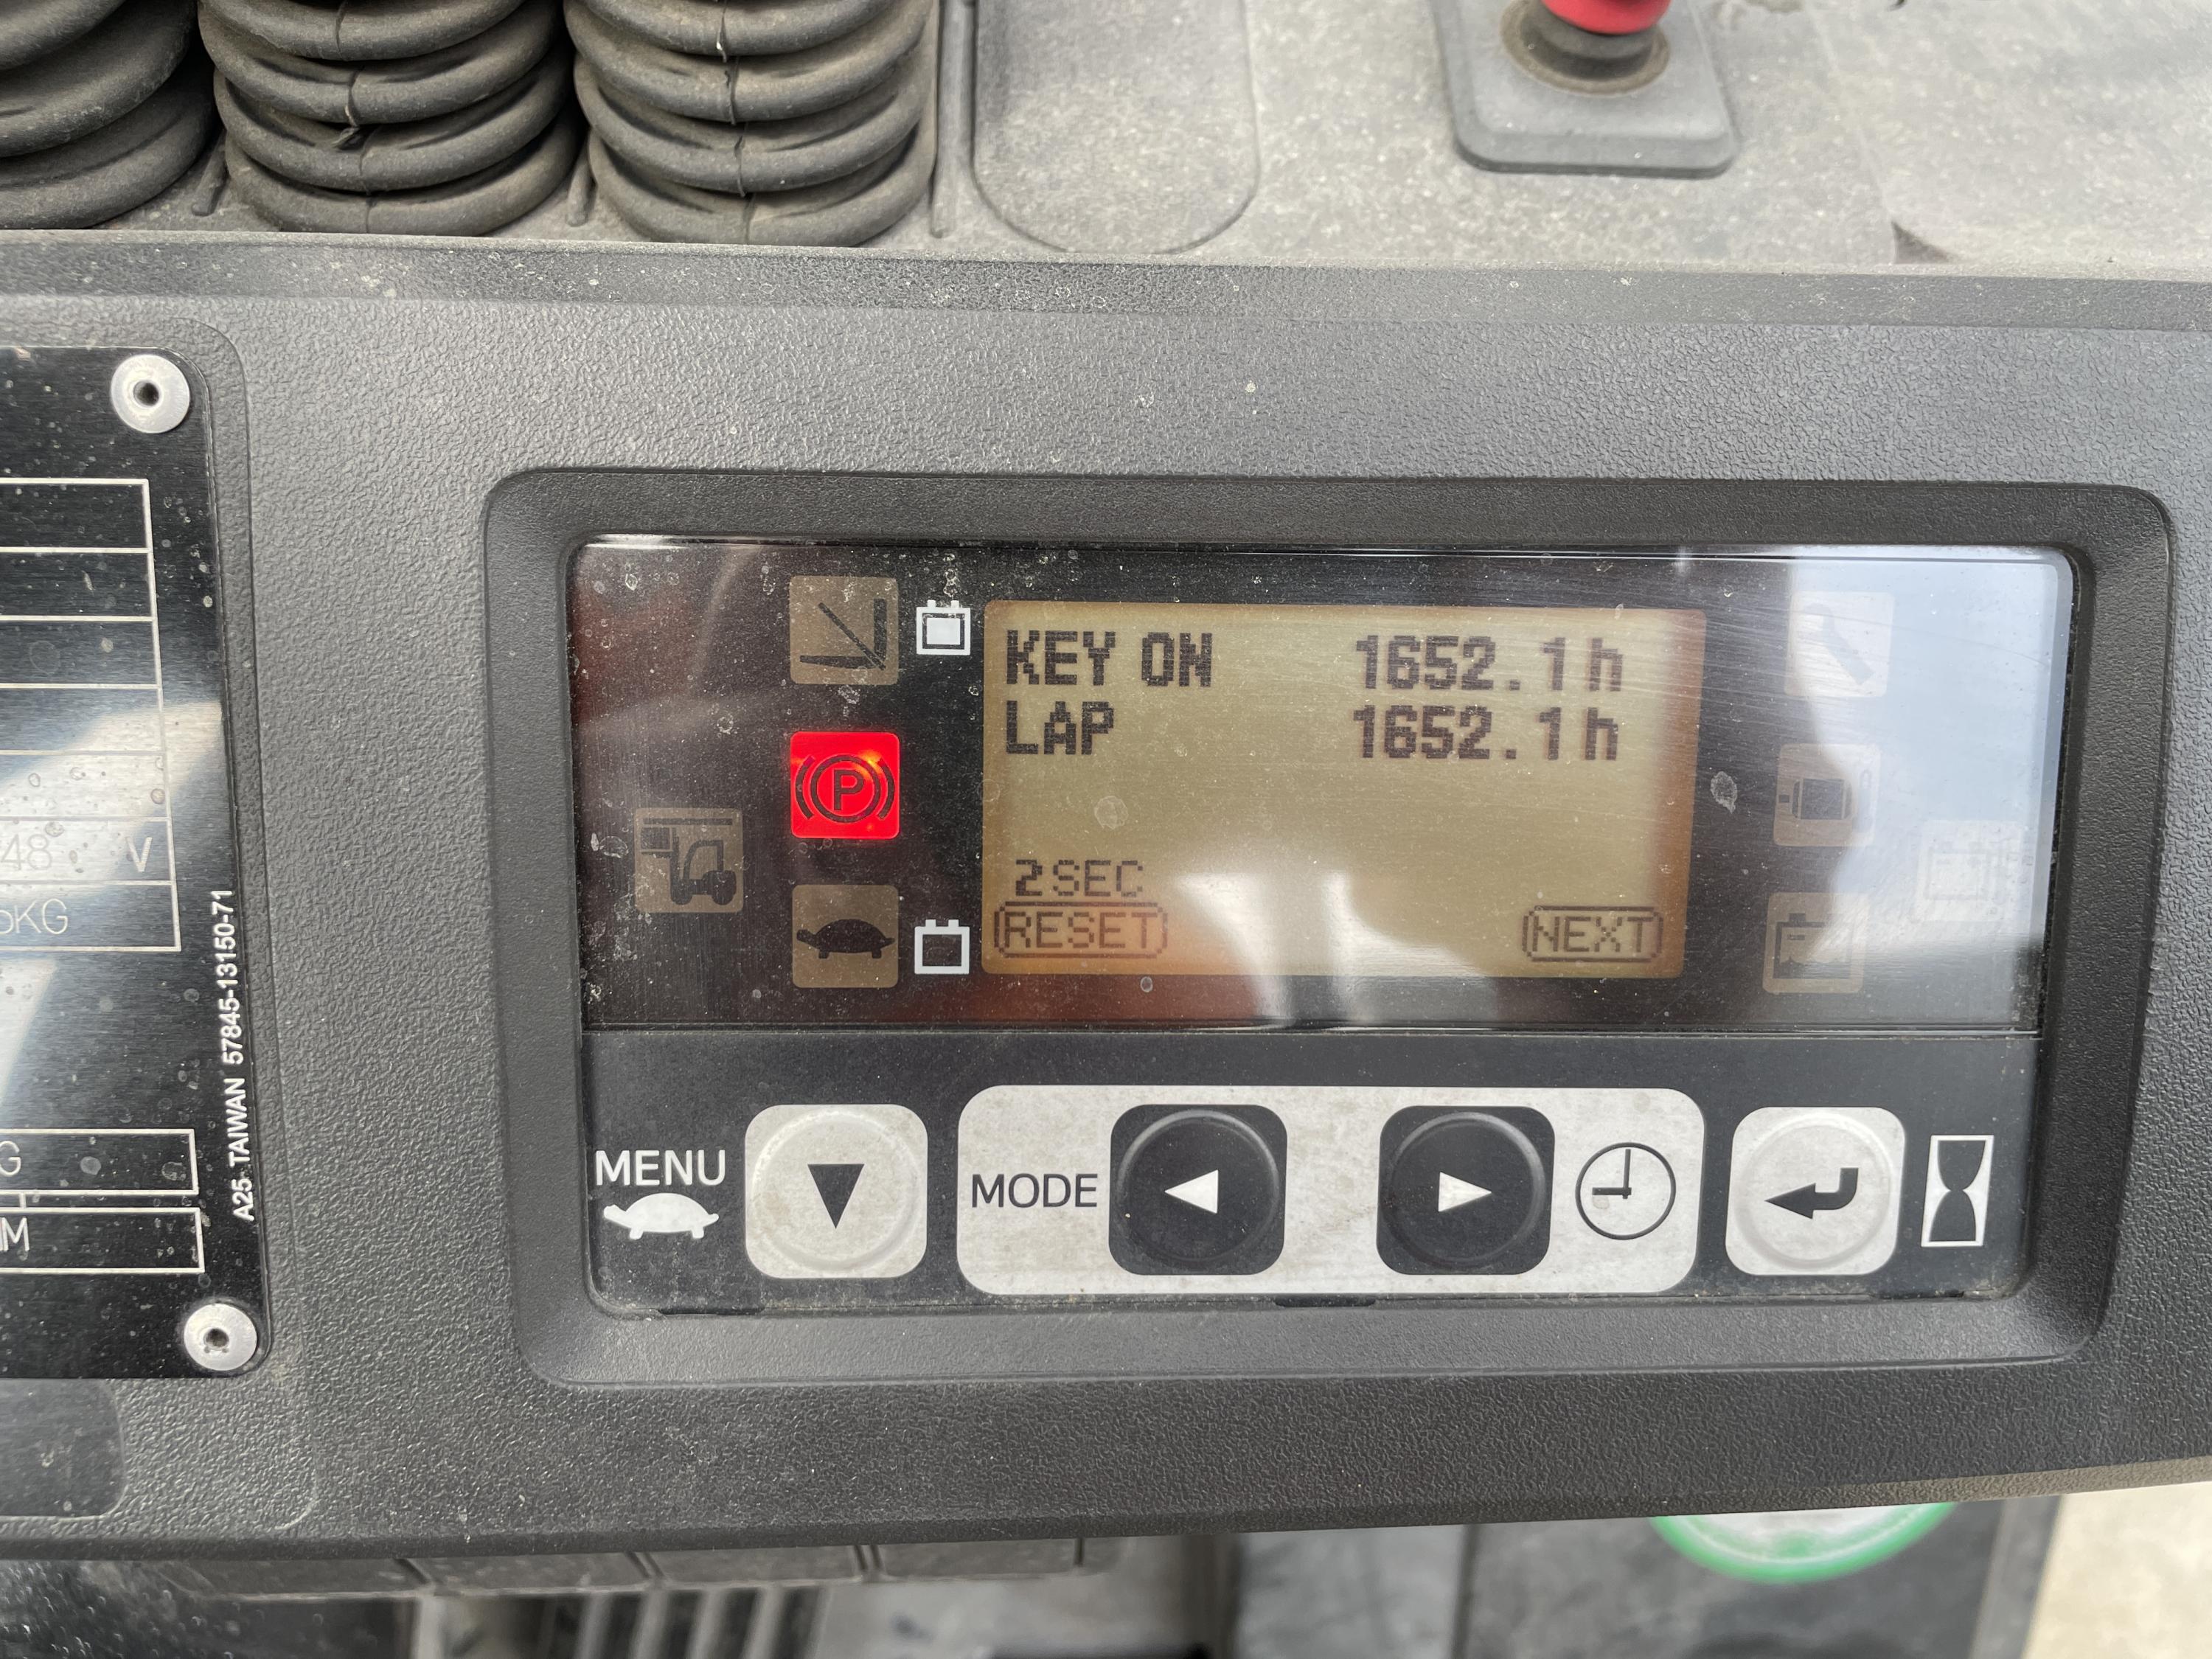 48 V
KG
G
M
A25 TAIWAN 57845-13150-71
KEY ON 1652.1h
LAP 1652.1h
P
2SEC
RESET NEXT
MENU
MODE